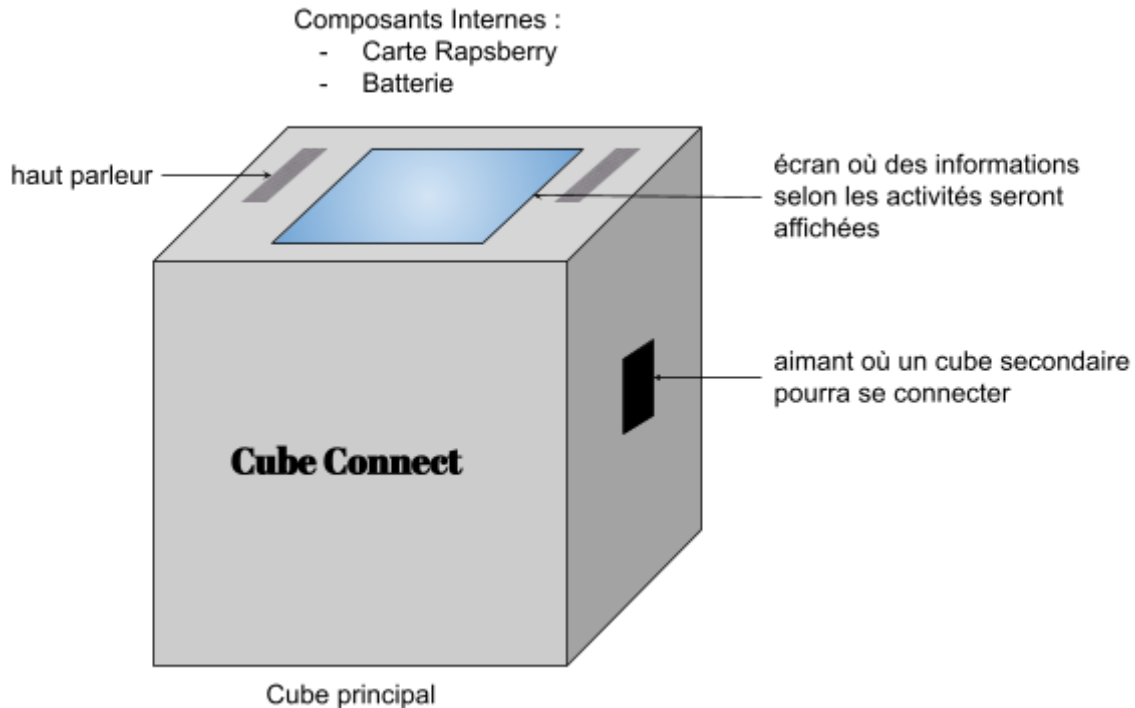 Composants Internes :
- Carte Rapsberry
- Batterie
haut parleur
écran où des informations
selon les activités seront
affichées
aimant où un cube secondaire
pourra se connecter
Cube Connect
Cube principal